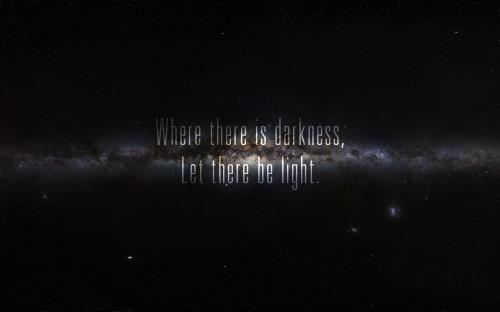 Where there is darkness,
Let there be light.